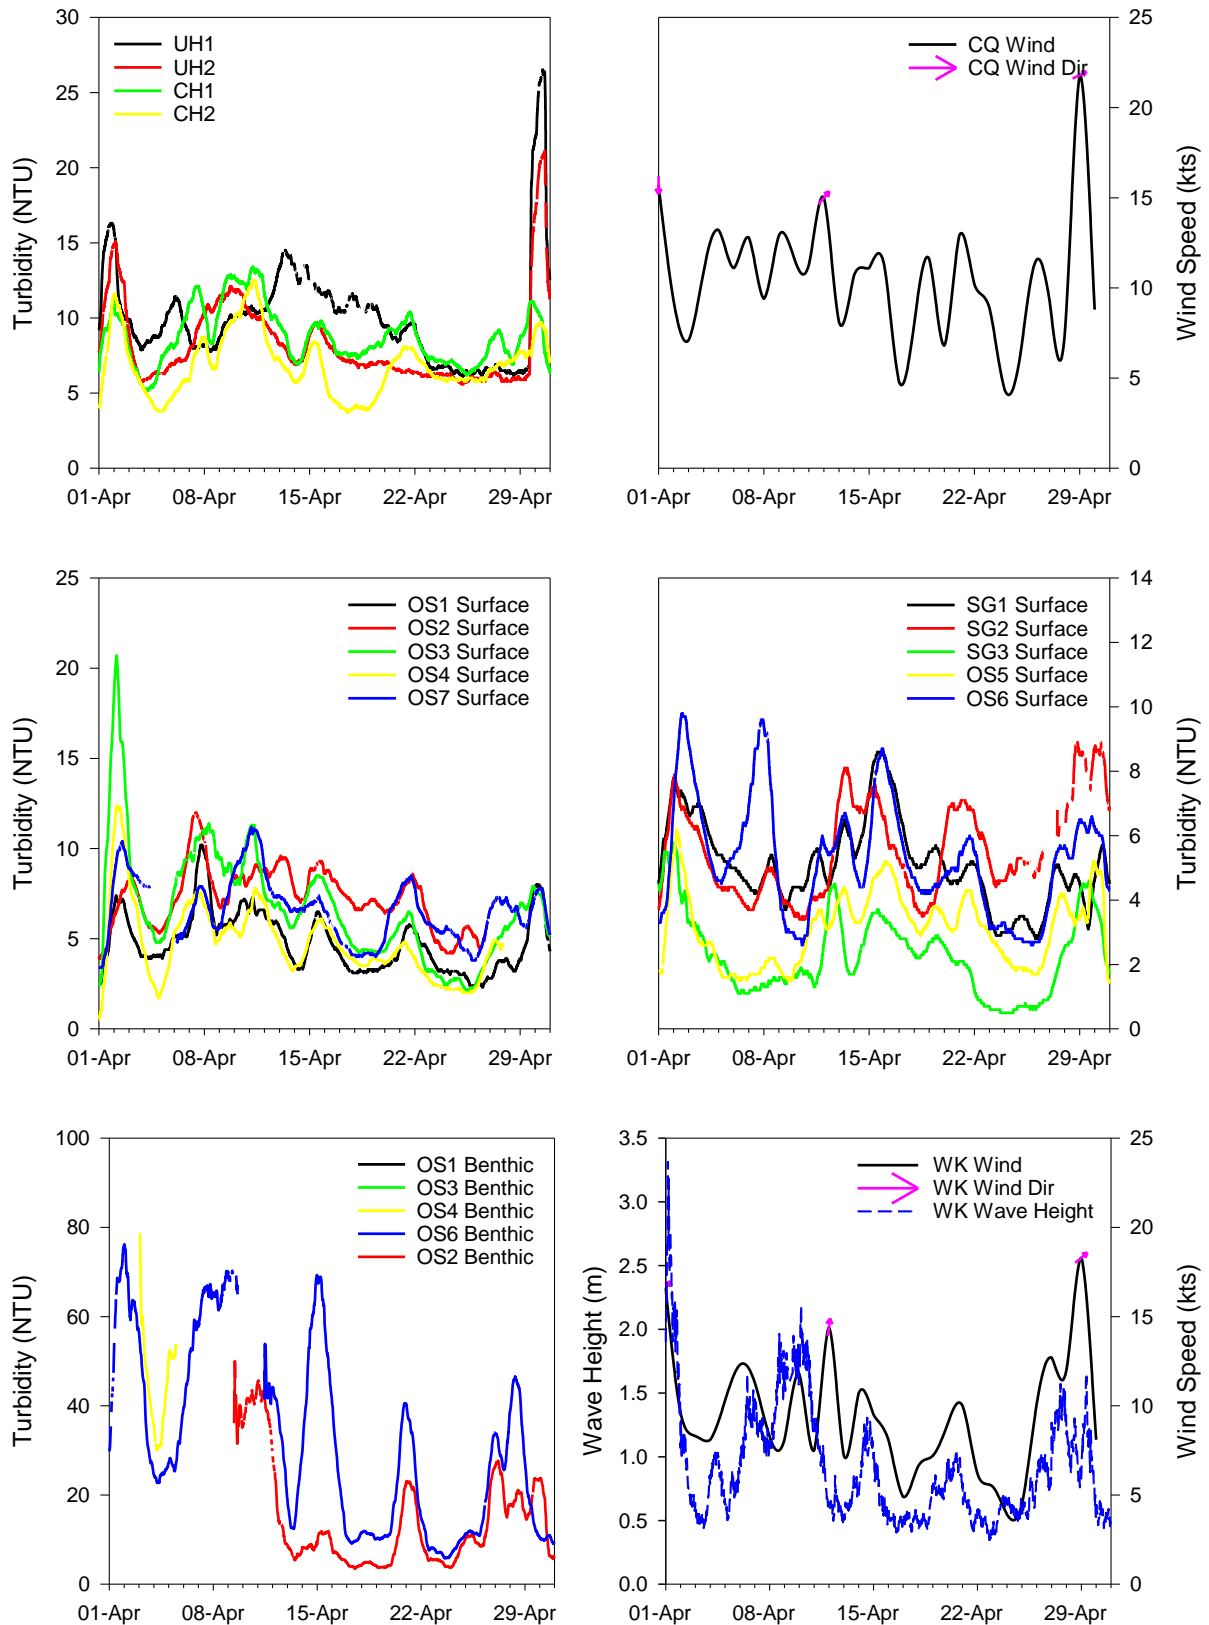 30
25
20
15
10
5
0
Turbidity (NTU)
UH1
UH2
CH1
CH2
01-Apr 08-Apr 15-Apr 22-Apr 29-Apr
CQ Wind
CQ Wind Dir
25
20
15
10
5
0
Wind Speed (kts)
01-Apr 08-Apr 15-Apr 22-Apr 29-Apr
25
20
15
10
5
0
Turbidity (NTU)
OS1 Surface
OS2 Surface
OS3 Surface
OS4 Surface
OS7 Surface
01-Apr 08-Apr 15-Apr 22-Apr 29-Apr
SG1 Surface
SG2 Surface
SG3 Surface
OS5 Surface
OS6 Surface
14
12
10
8
6
4
2
0
Turbidity (NTU)
01-Apr 08-Apr 15-Apr 22-Apr 29-Apr
100
80
60
40
20
0
Turbidity (NTU)
OS1 Benthic
OS3 Benthic
OS4 Benthic
OS6 Benthic
OS2 Benthic
01-Apr 08-Apr 15-Apr 22-Apr 29-Apr
3.5
3.0
2.5
2.0
1.5
1.0
0.5
0.0
Wave Height (m)
WK Wind
WK Wind Dir
WK Wave Height
25
20
15
10
5
0
Wind Speed (kts)
01-Apr 08-Apr 15-Apr 22-Apr 29-Apr